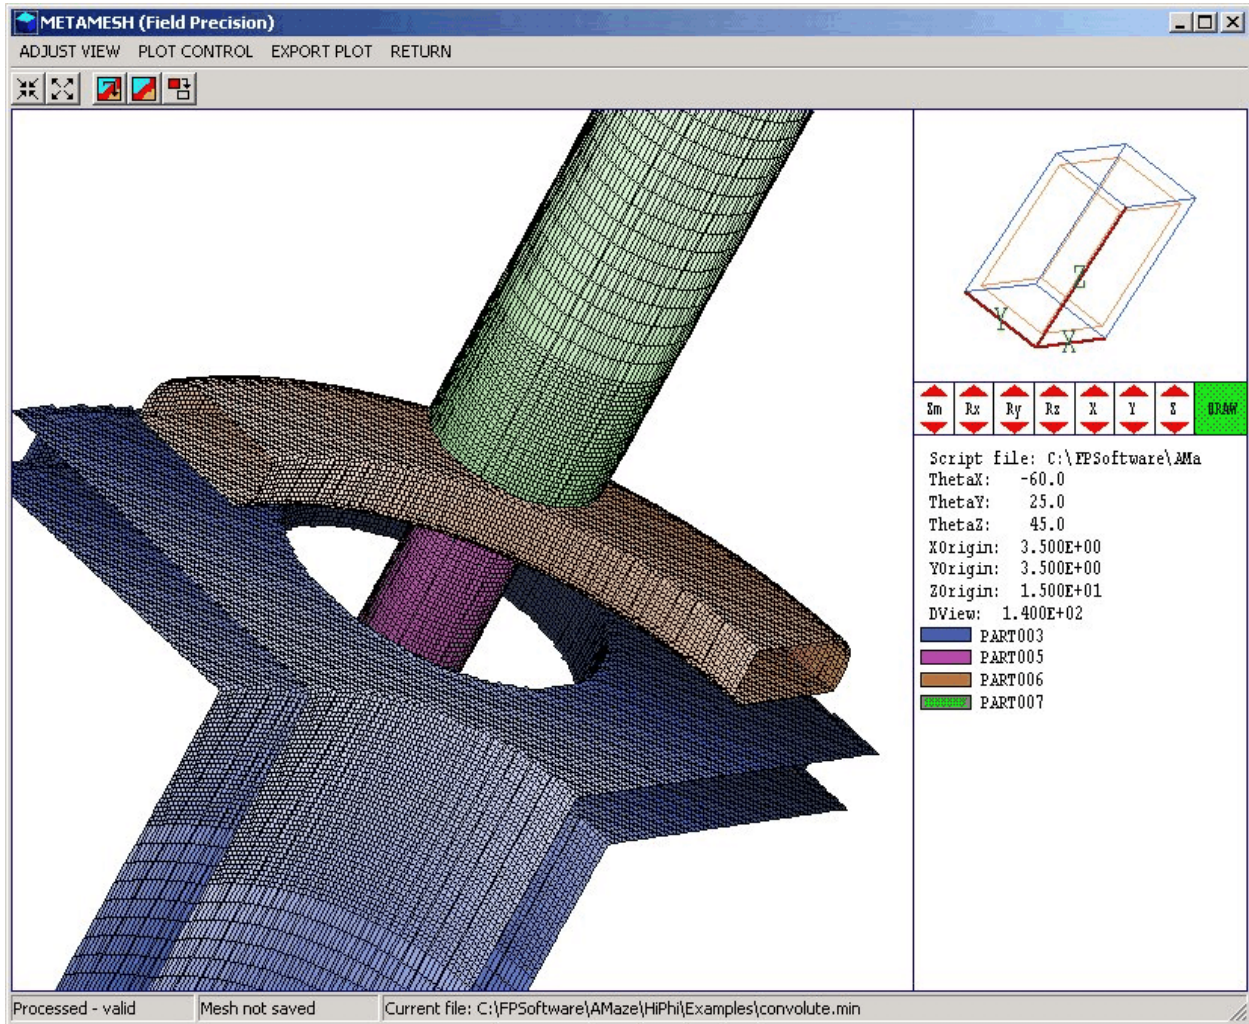 METAMESH (Field Precision)
ADJUST VIEW PLOT CONTROL EXPORT PLOT RETURN
Z
Y
X
Zm Rx Ry Rz X Y Z DRAW
Script file: C:\FPSoftware\AMa
ThetaX: -60.0
ThetaY: 25.0
ThetaZ: 45.0
XOrigin: 3.500E+00
YOrigin: 3.500E+00
ZOrigin: 1.500E+01
DView: 1.400E+02
PART003
PART005
PART006
PART007
Processed - valid Mesh not saved Current file: C:\FPSoftware\AMaze\HiPhi\Examples\convolute.min